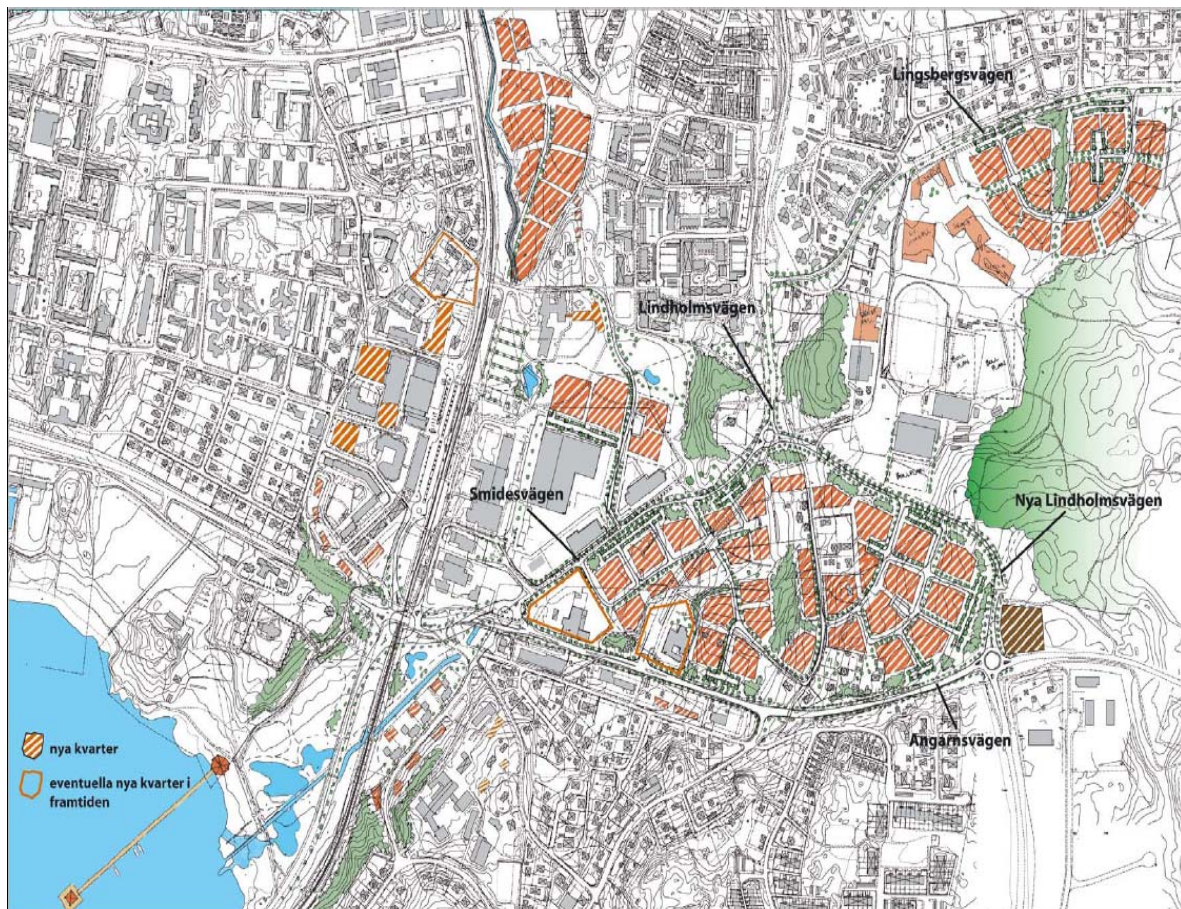 Lingsbergsvägen
Lindholmsvägen
Smidesvägen
Nya Lindholmsvägen
Angarnsvägen
nya kvarter
eventuella nya kvarter i
framtiden